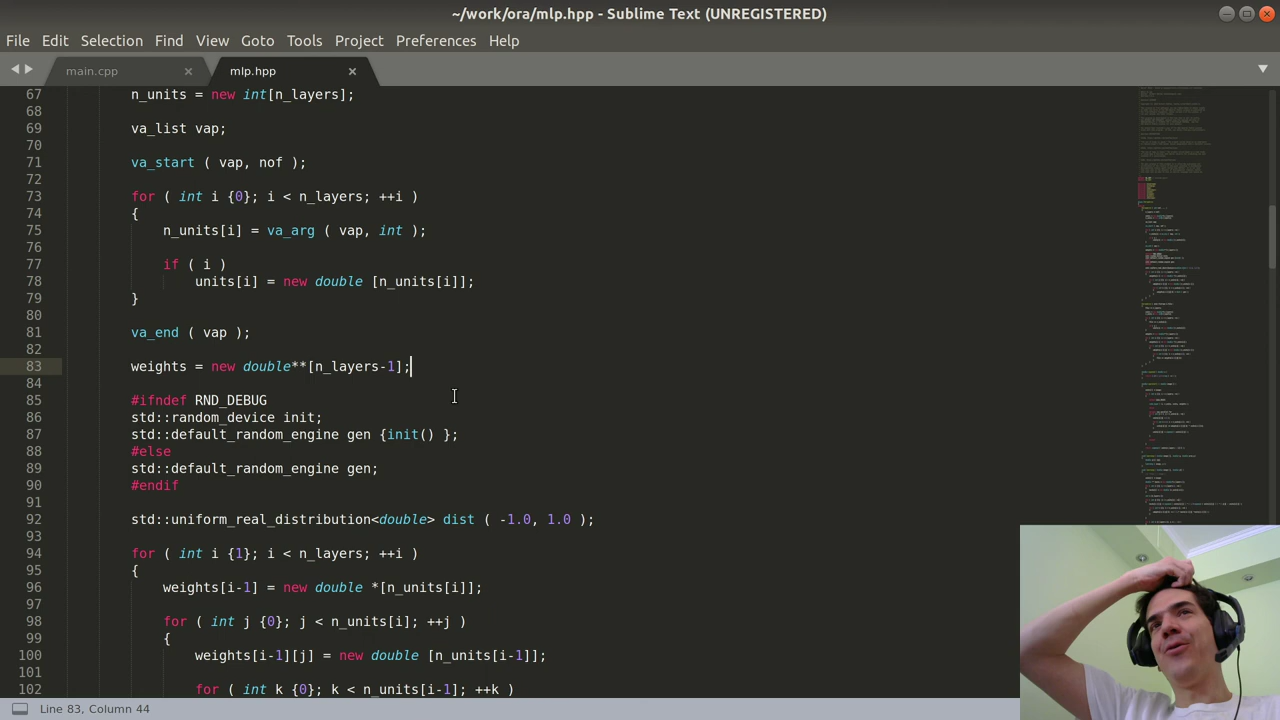 ~/work/ora/mlp.hpp - Sublime Text (UNREGISTERED)
File Edit Selection Find View Goto Tools Project Preferences Help
main.cpp mlp.hpp
67 n_units = new int[n_layers];
68
69 va_list vap;
70
71 va_start ( vap, nof );
72
73 for ( int i {0}; i < n_layers; ++i )
74 {
75 n_units[i] = va_arg ( vap, int );
76
77 if ( i )
78 units[i] = new double [n_units[i]];
79 }
80
81 va_end ( vap );
82
83 weights = new double**[n_layers-1];
84
85 #ifndef RND_DEBUG
86 std::random_device init;
87 std::default_random_engine gen {init() };
88 #else
89 std::default_random_engine gen;
90 #endif
91
92 std::uniform_real_distribution<double> dist ( -1.0, 1.0 );
93
94 for ( int i {1}; i < n_layers; ++i )
95 {
96 weights[i-1] = new double *[n_units[i]];
97
98 for ( int j {0}; j < n_units[i]; ++j )
99 {
100 weights[i-1][j] = new double [n_units[i-1]];
101
102 for ( int k {0}; k < n_units[i-1]; ++k )
Line 83, Column 44